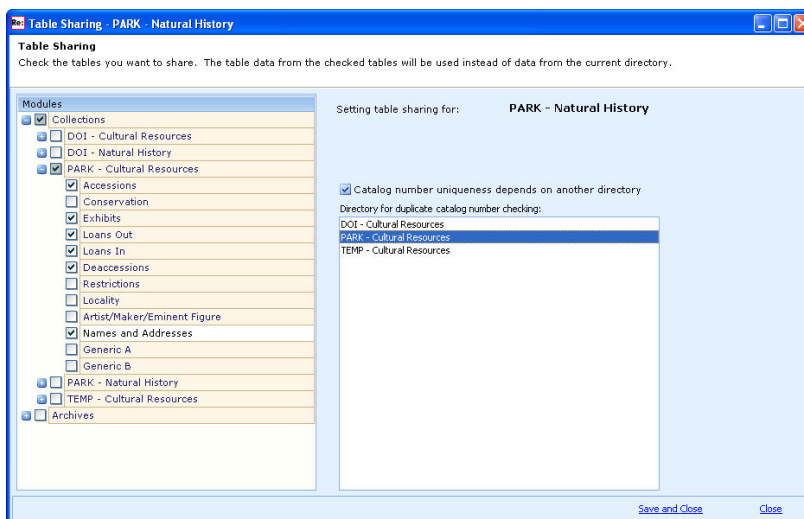 Re: Table Sharing - PARK - Natural History
Table Sharing
Check the tables you want to share. The table data from the checked tables will be used instead of data from the current directory.
Modules
Collections
DOI - Cultural Resources
DOI - Natural History
PARK - Cultural Resources
Accessions
Conservation
Exhibits
Loans Out
Loans In
Deaccessions
Restrictions
Locality
Artist/Maker/Eminent Figure
Names and Addresses
Generic A
Generic B
PARK - Natural History
TEMP - Cultural Resources
Archives
Setting table sharing for: PARK - Natural History
Catalog number uniqueness depends on another directory
Directory for duplicate catalog number checking:
DOI - Cultural Resources
PARK - Cultural Resources
TEMP - Cultural Resources
Save and Close Close